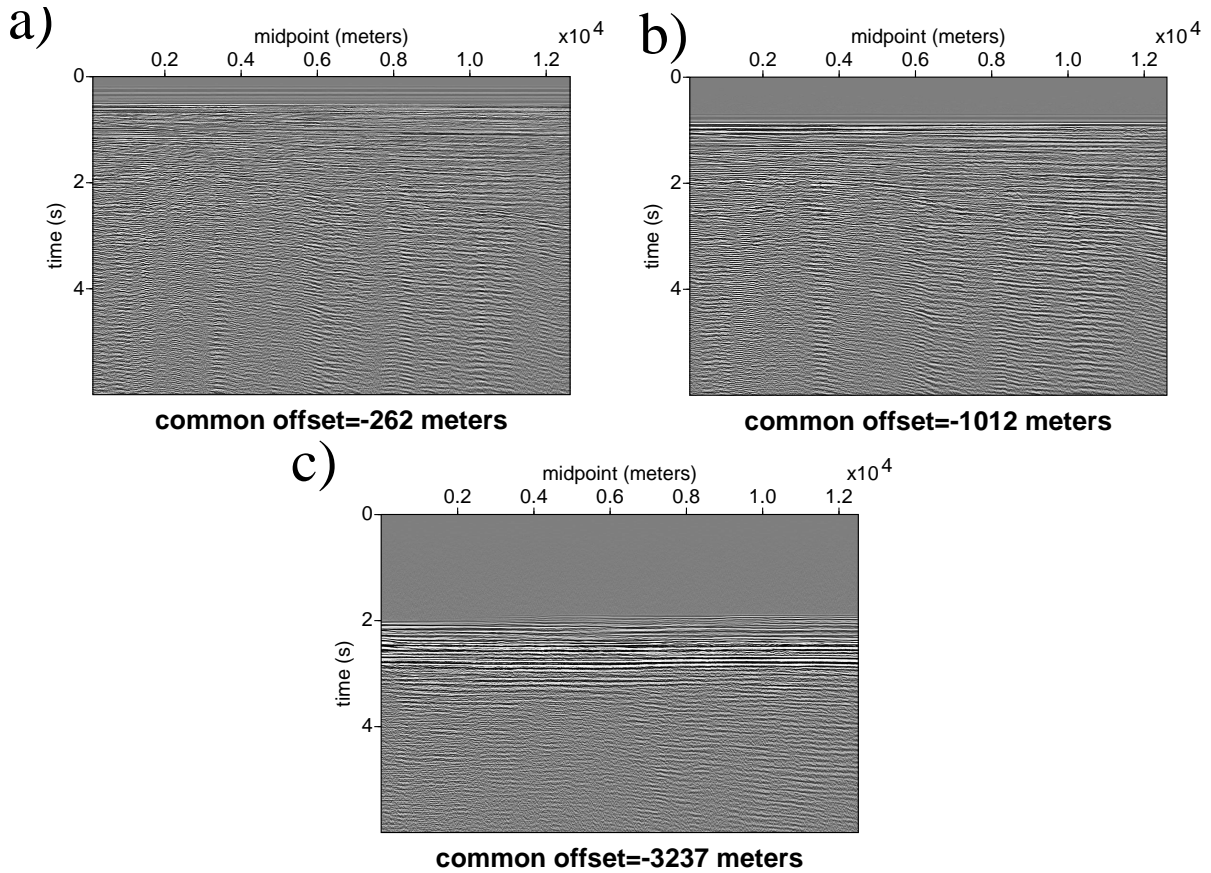 a)
midpoint (meters)
x10 4
0.2 0.4 0.6 0.8 1.0 1.2
0
2
4
time (s)
common offset=-262 meters
b)
midpoint (meters)
x10 4
0.2 0.4 0.6 0.8 1.0 1.2
0
2
4
time (s)
common offset=-1012 meters
c)
midpoint (meters)
x10 4
0.2 0.4 0.6 0.8 1.0 1.2
0
2
4
time (s)
common offset=-3237 meters